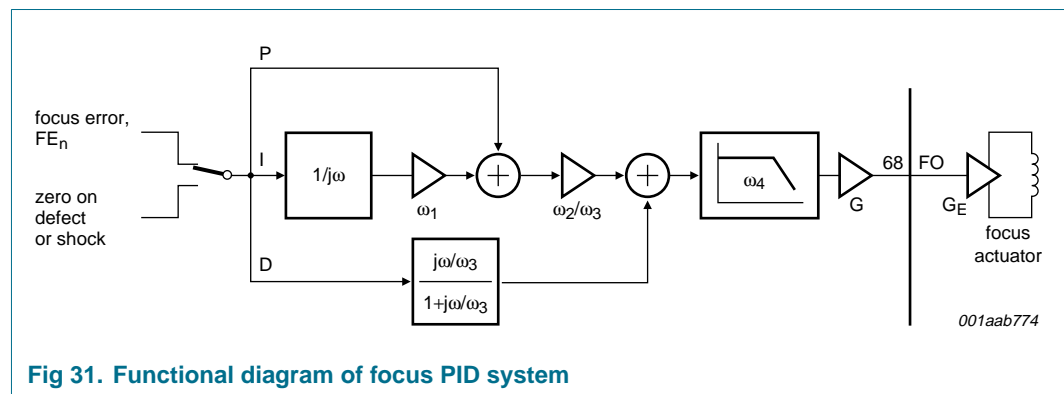 P
focus error,
FEn
I
1/jω
ω1
+
ω2/ω3
+
ω4
G
68
FO
GE
focus
actuator
zero on
defect
or shock
D
jω/ω3
1+jω/ω3
001aab774
Fig 31. Functional diagram of focus PID system